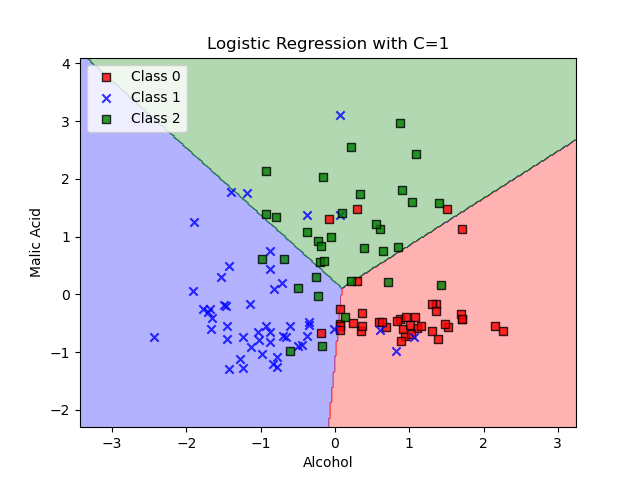 Logistic Regression with C=1
Class 0
Class 1
Class 2
4
3
2
1
0
−1
−2
Malic Acid
−3
−2
−1
0
1
2
3
Alcohol